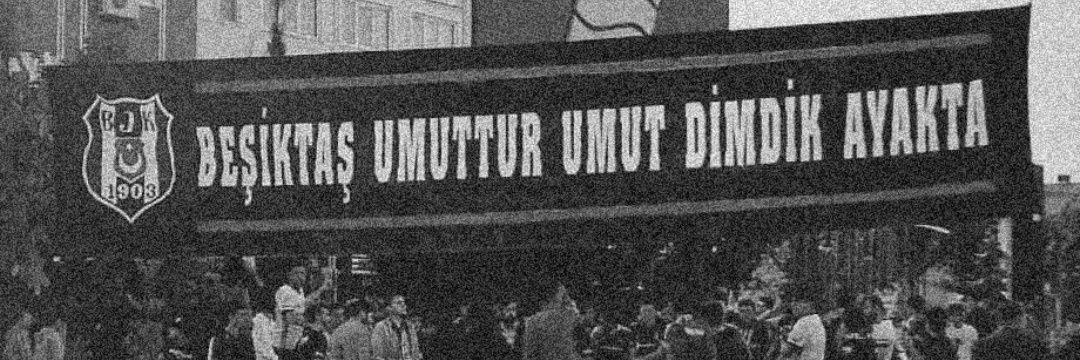 BJK
1903
BEŞİKTAŞ UMUTTUR UMUT DİMDİK AYAKTA